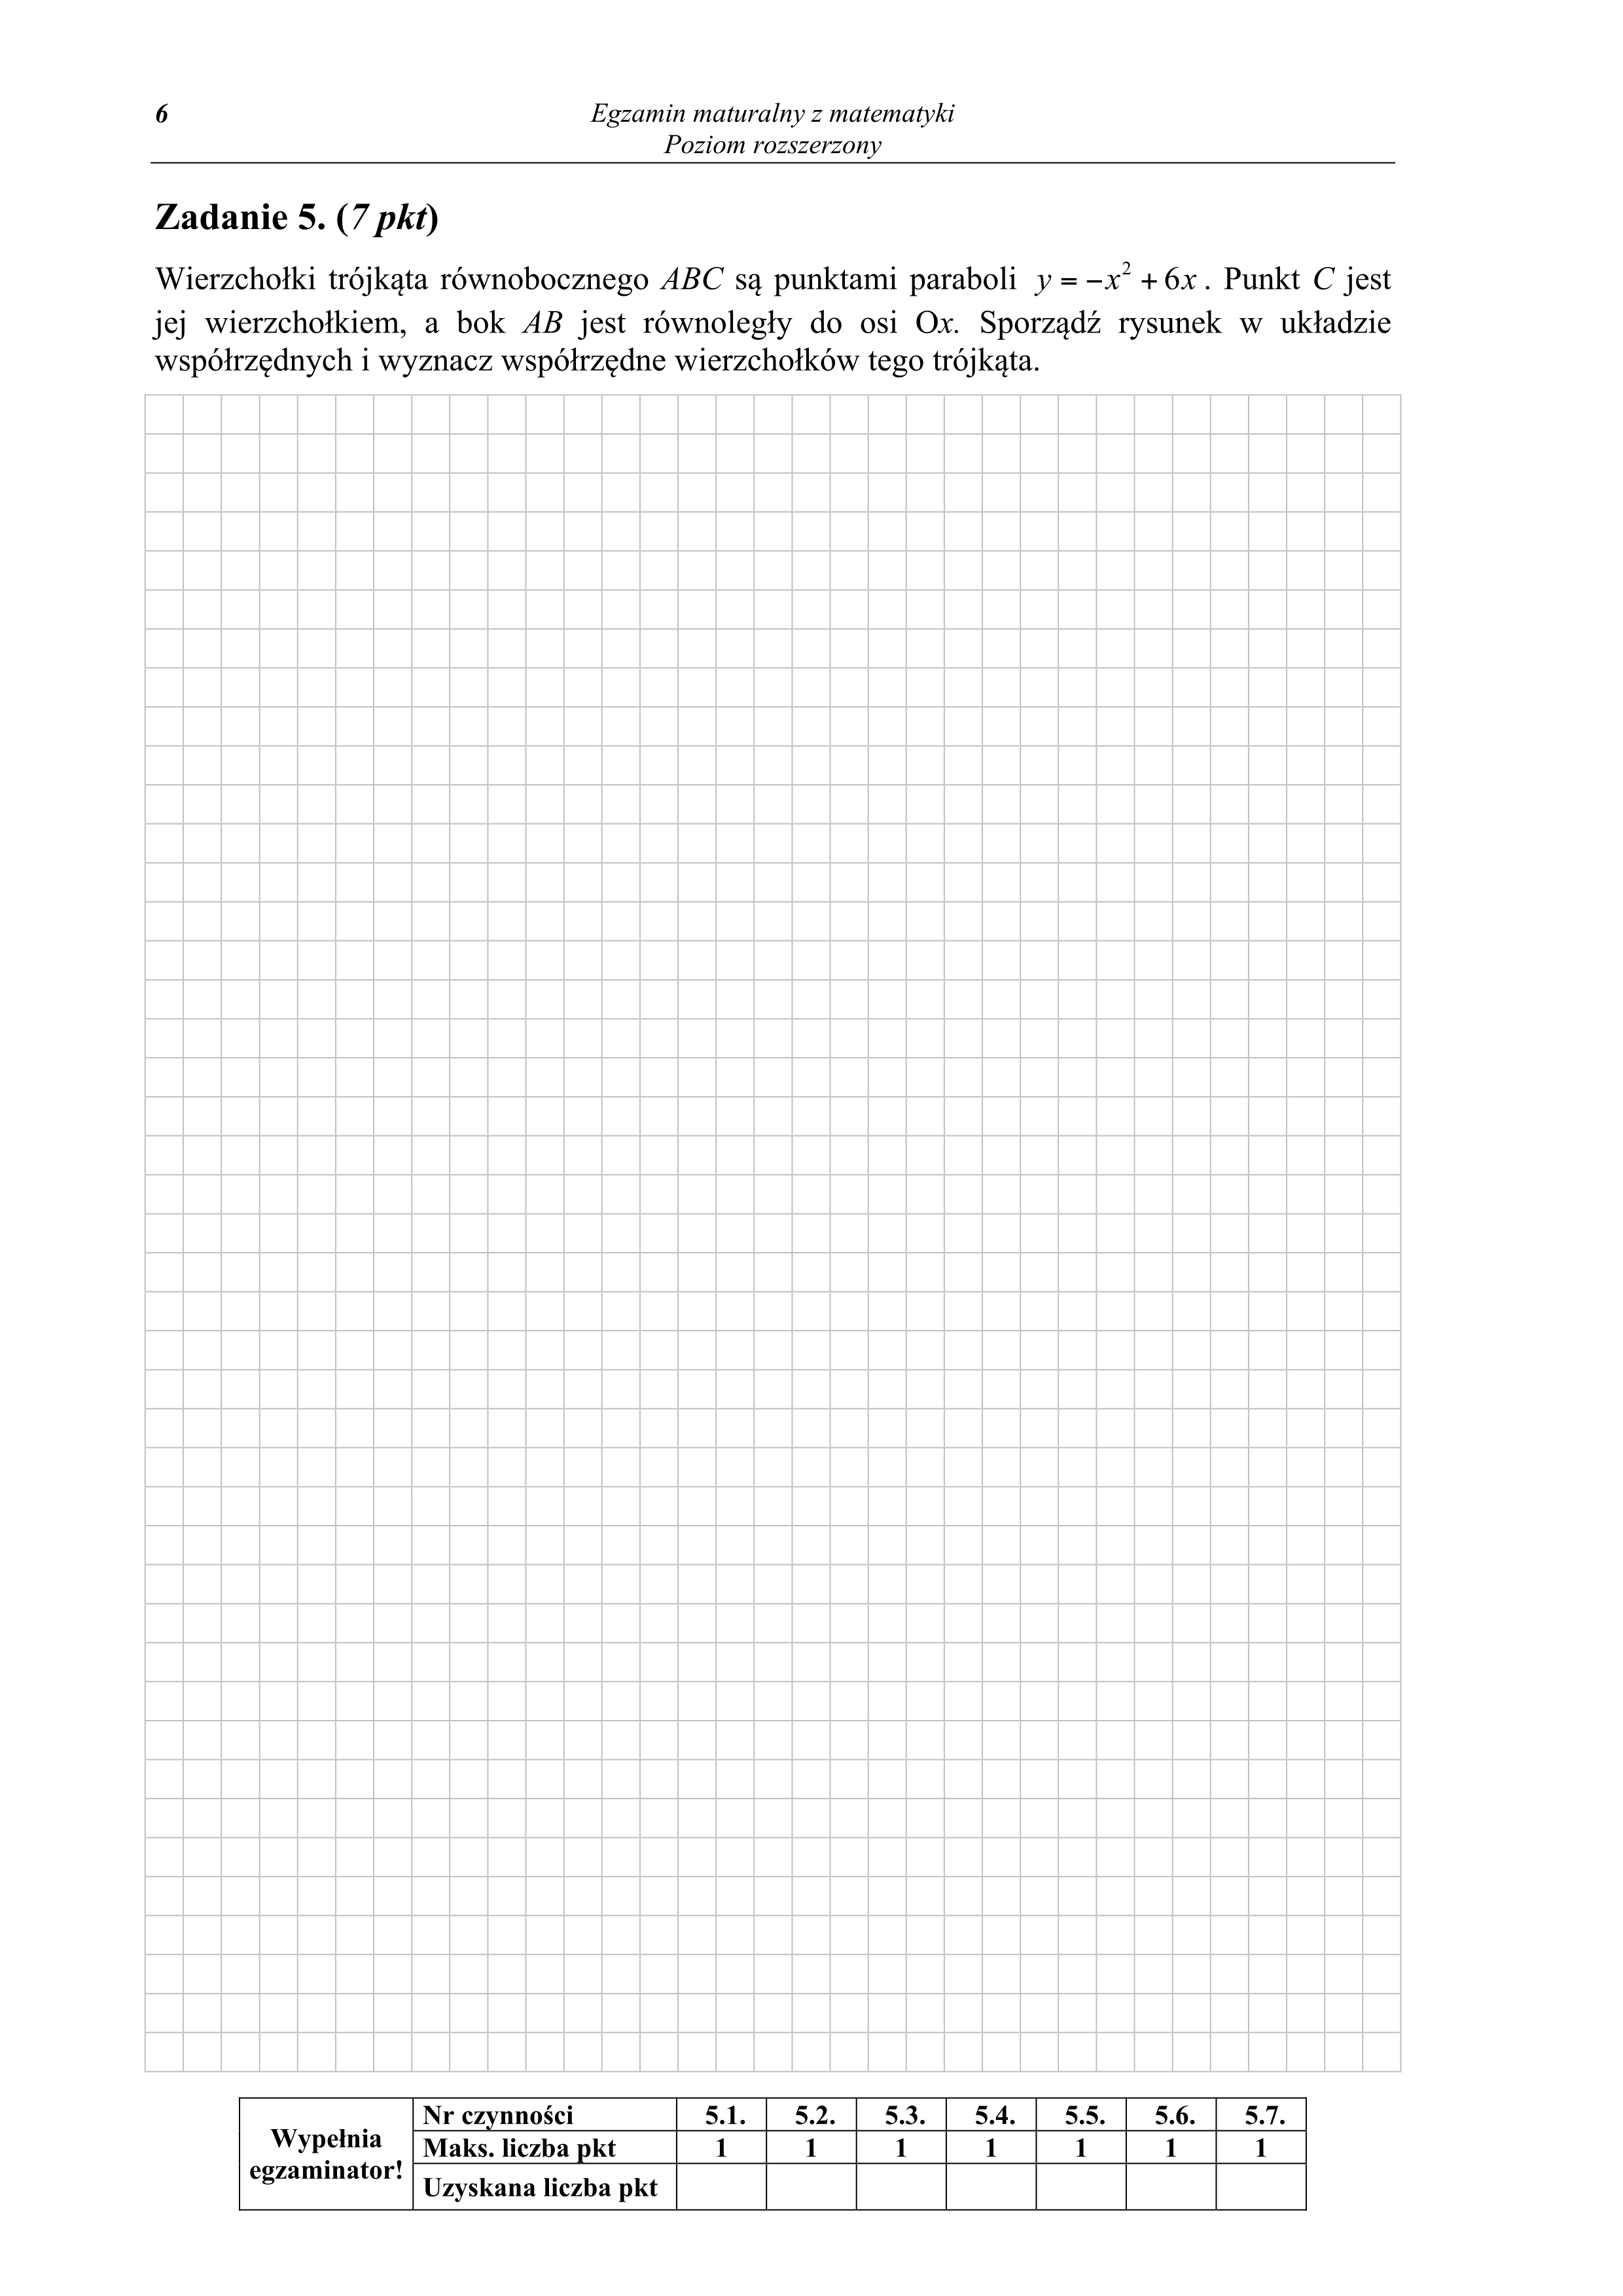 6
Egzamin maturalny z matematyki
Poziom rozszerzony
Zadanie 5. (7 pkt)
Wierzchołki trójkąta równobocznego ABC są punktami paraboli y = −x² + 6x . Punkt C jest
jej wierzchołkiem, a bok AB jest równoległy do osi Ox. Sporządź rysunek w układzie
współrzędnych i wyznacz współrzędne wierzchołków tego trójkąta.
Wypełnia
egzaminator!
Nr czynności 5.1. 5.2. 5.3. 5.4. 5.5. 5.6. 5.7.
Maks. liczba pkt 1 1 1 1 1 1 1
Uzyskana liczba pkt